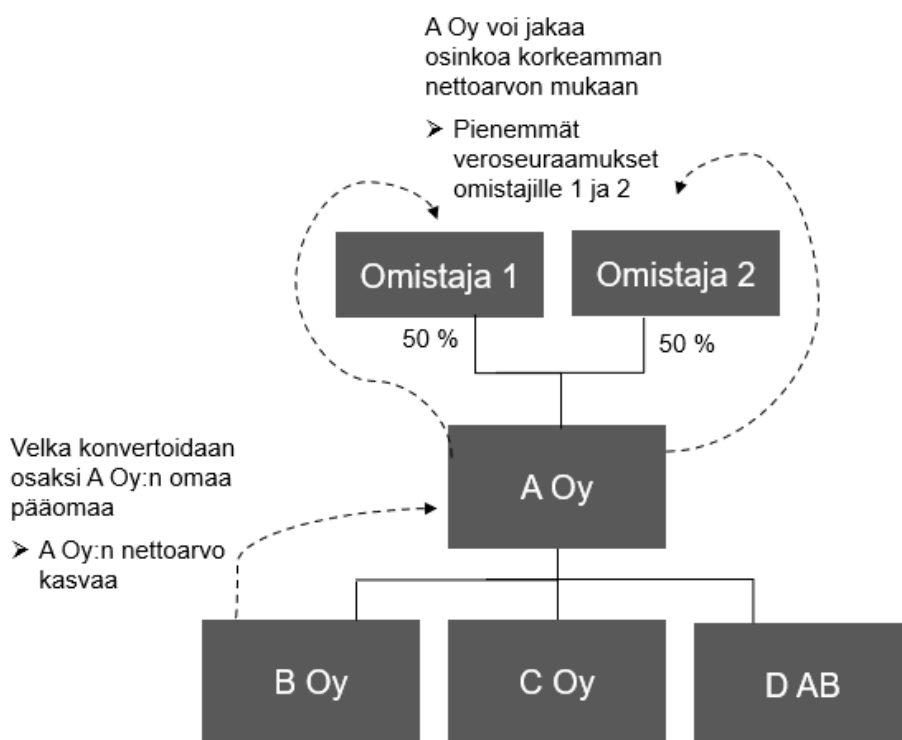 A Oy voi jakaa
osinkoa korkeamman
nettoarvon mukaan
➢ Pienemmät
veroseuraamukset
omistajille 1 ja 2
Omistaja 1
Omistaja 2
50 %
50 %
Velka konvertoidaan
osaksi A Oy:n omaa
pääomaa
➢ A Oy:n nettoarvo
kasvaa
A Oy
B Oy
C Oy
D AB